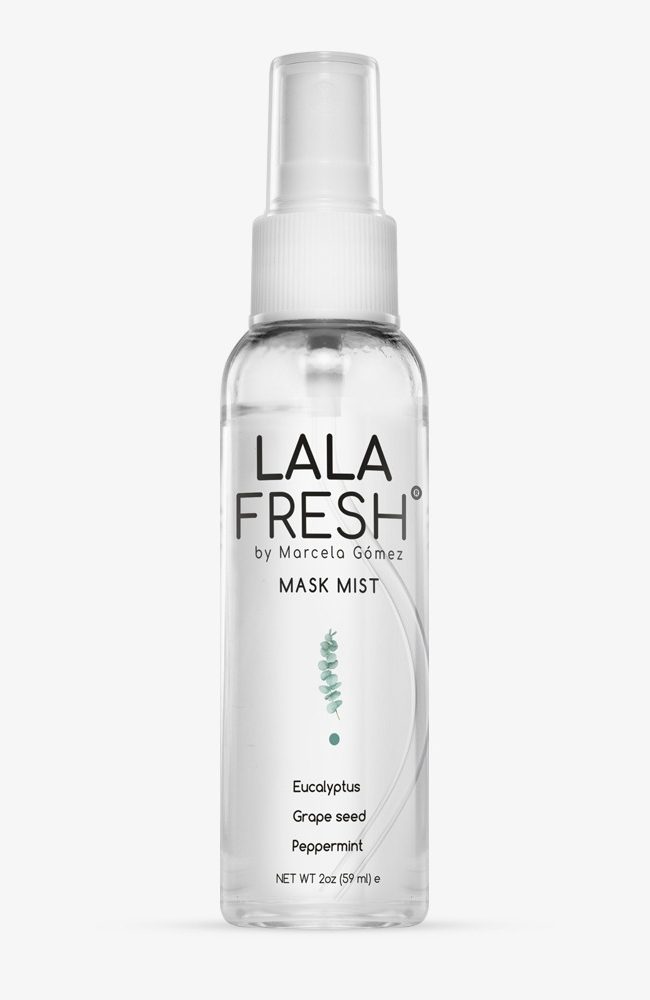 LALA
FRESH®
by Marcela Gómez
MASK MIST
Eucalyptus
Grape seed
Peppermint
NET WT 2oz (59 ml) e